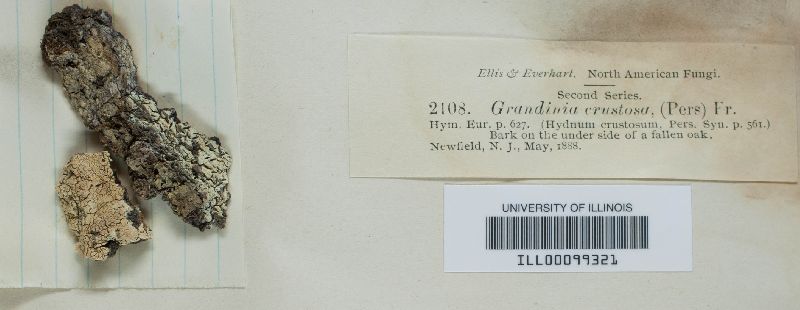 Ellis & Everhart. North American Fungi.
Second Series.
2108. Grandinia crustosa, (Pers) Fr.
Hym. Eur. p. 627. (Hydnum crustosum, Pers. Syn. p. 561.)
Bark on the under side of a fallen oak,
Newfield, N. J., May, 1888.
UNIVERSITY OF ILLINOIS
ILL00099321